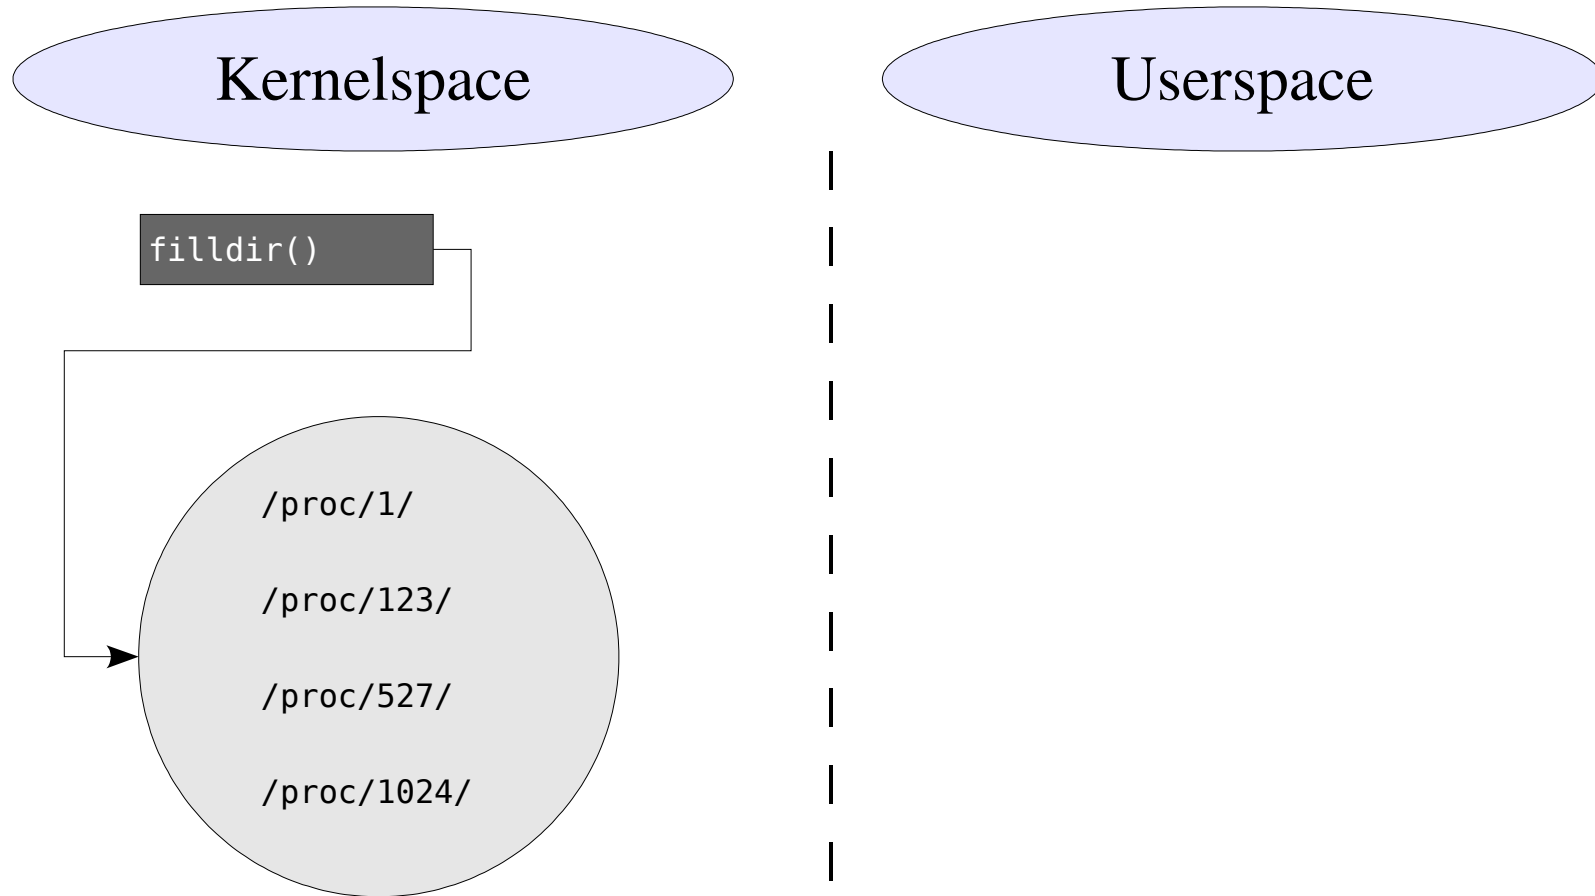 Kernelspace
Userspace
filldir()
/proc/1/
/proc/123/
/proc/527/
/proc/1024/